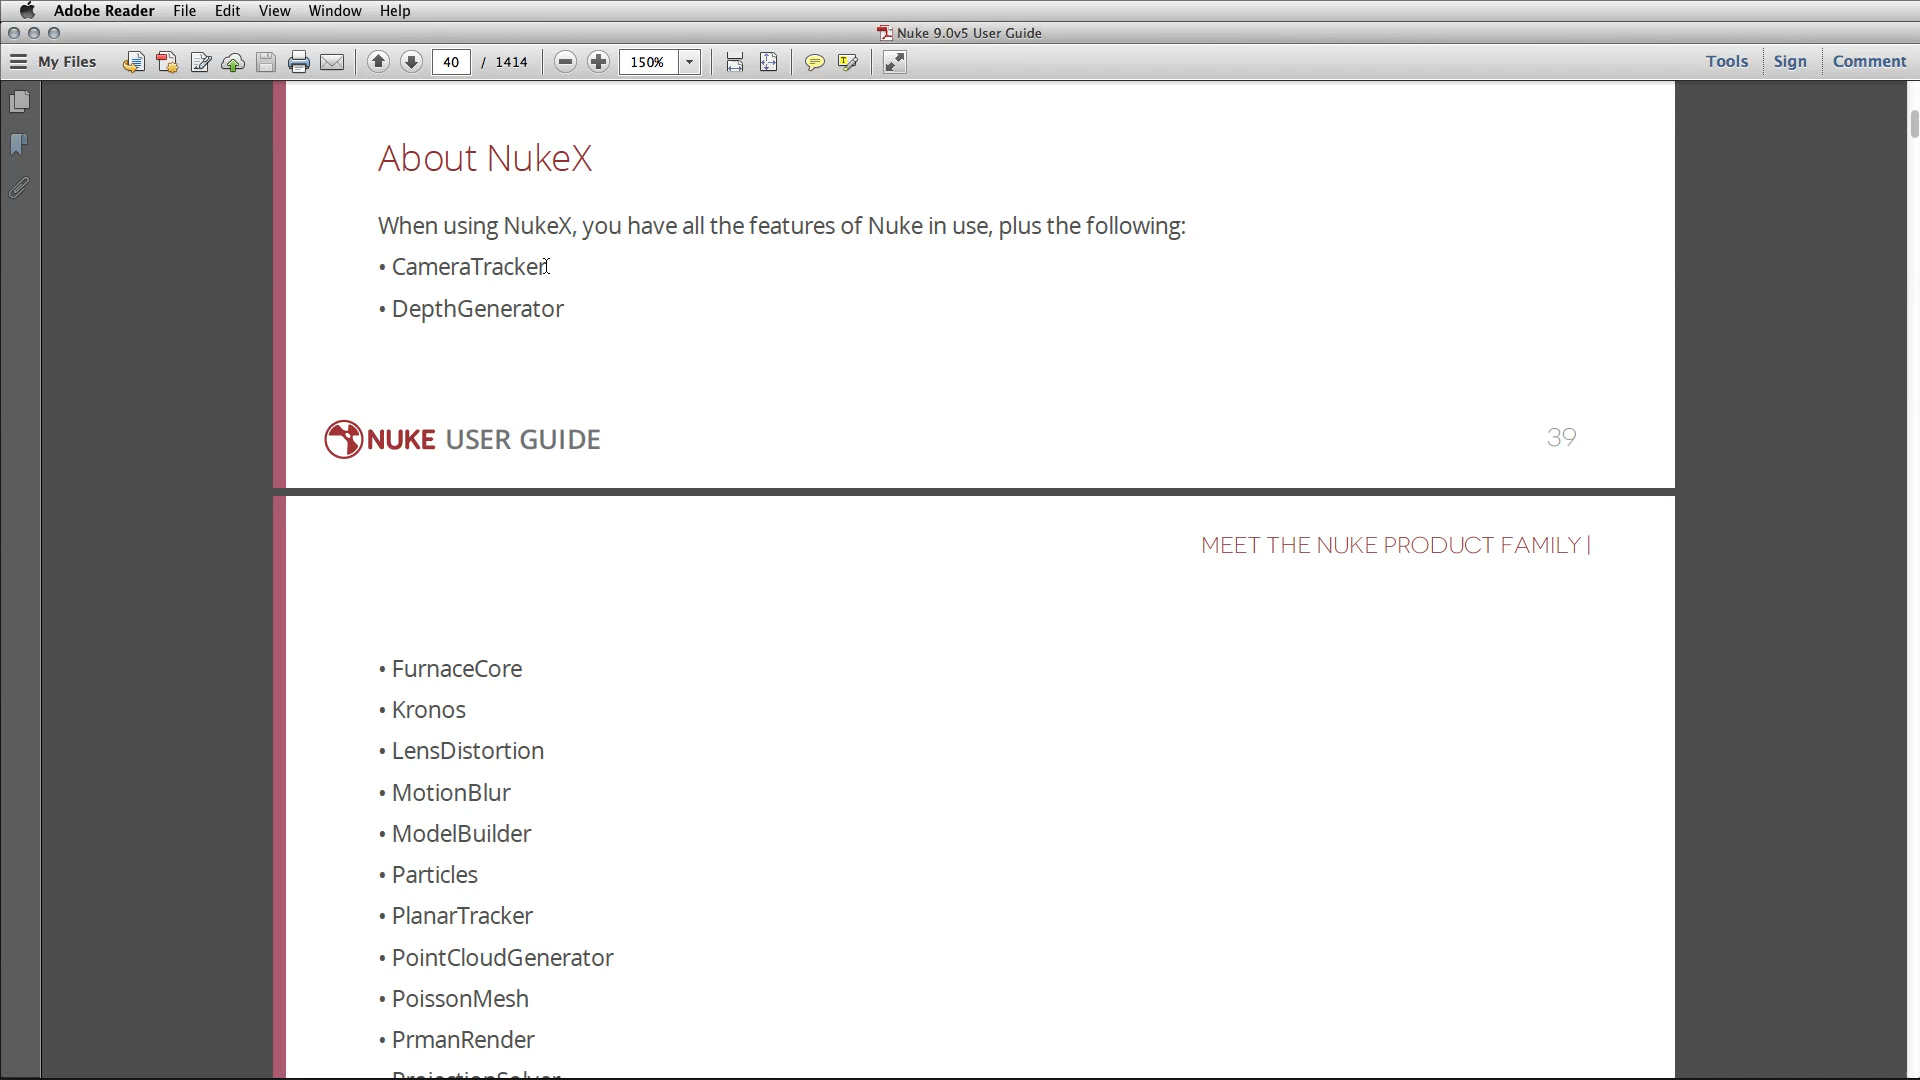 Adobe Reader File Edit View Window Help
Nuke 9.0v5 User Guide
My Files 40 / 1414 150% Tools Sign Comment
About NukeX
When using NukeX, you have all the features of Nuke in use, plus the following:
• CameraTracker
• DepthGenerator
NUKE USER GUIDE 39
MEET THE NUKE PRODUCT FAMILY |
• FurnaceCore
• Kronos
• LensDistortion
• MotionBlur
• ModelBuilder
• Particles
• PlanarTracker
• PointCloudGenerator
• PoissonMesh
• PrmanRender
ProjectionSolver